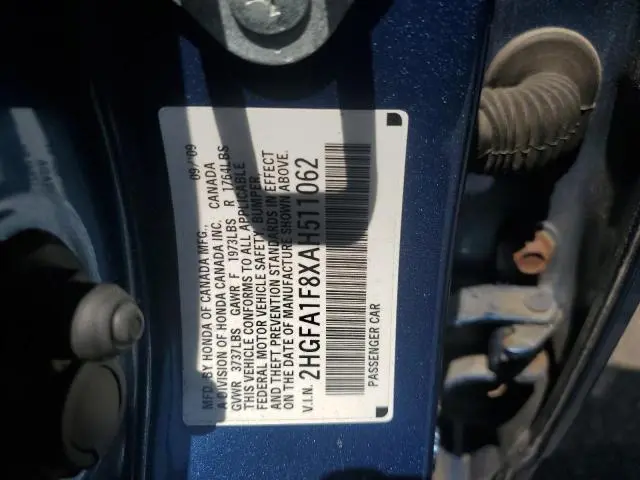 MFD. BY HONDA OF CANADA MFG., 09/'09
A DIVISION OF HONDA CANADA INC. CANADA
GVWR 3737LBS GAWR F 1973LBS R 1764LBS
THIS VEHICLE CONFORMS TO ALL APPLICABLE
FEDERAL MOTOR VEHICLE SAFETY, BUMPER,
AND THEFT PREVENTION STANDARDS IN EFFECT
ON THE DATE OF MANUFACTURE SHOWN ABOVE.
V.I.N. 2HGFA1F8XAH511062
PASSENGER CAR